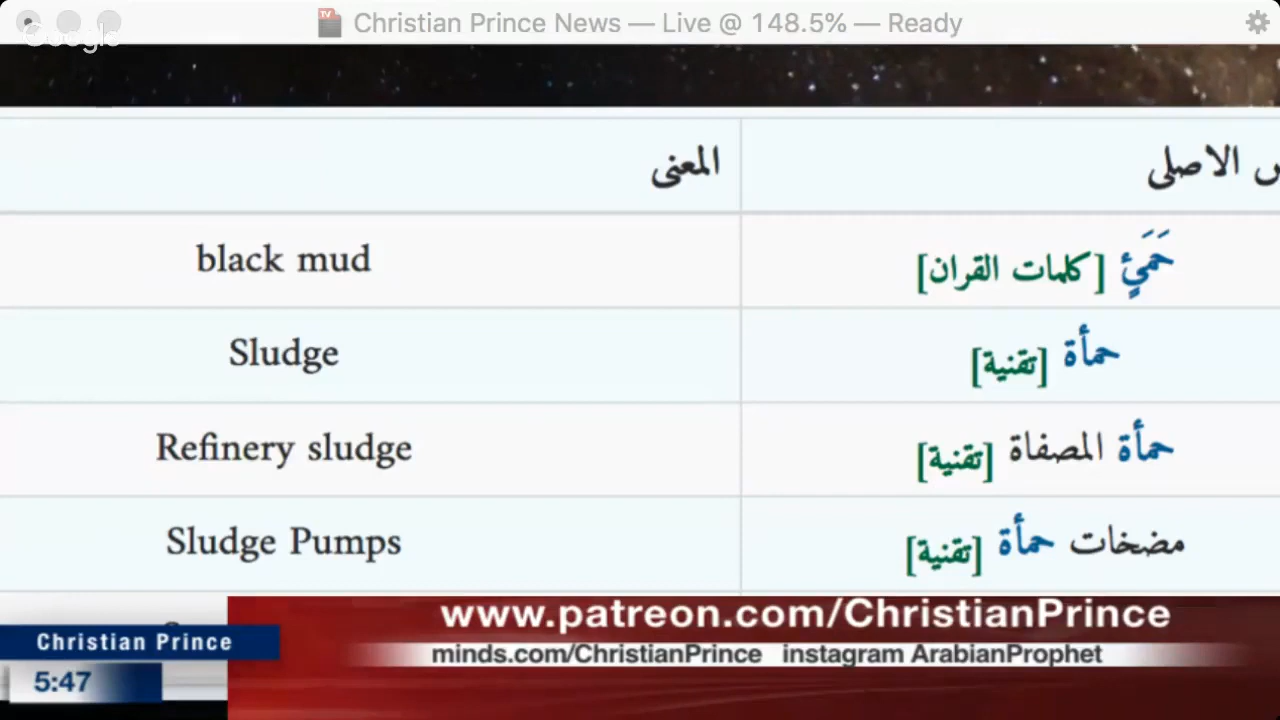 Christian Prince News — Live @ 148.5% — Ready
Google
المعنى
الاصلى
black mud
حَمَئٍ [كلمات القران]
Sludge
حمأة [تقنية]
Refinery sludge
حمأة المصفاة [تقنية]
Sludge Pumps
مضخات حمأة [تقنية]
www.patreon.com/ChristianPrince
Christian Prince
minds.com/ChristianPrince instagram ArabianProphet
5:47